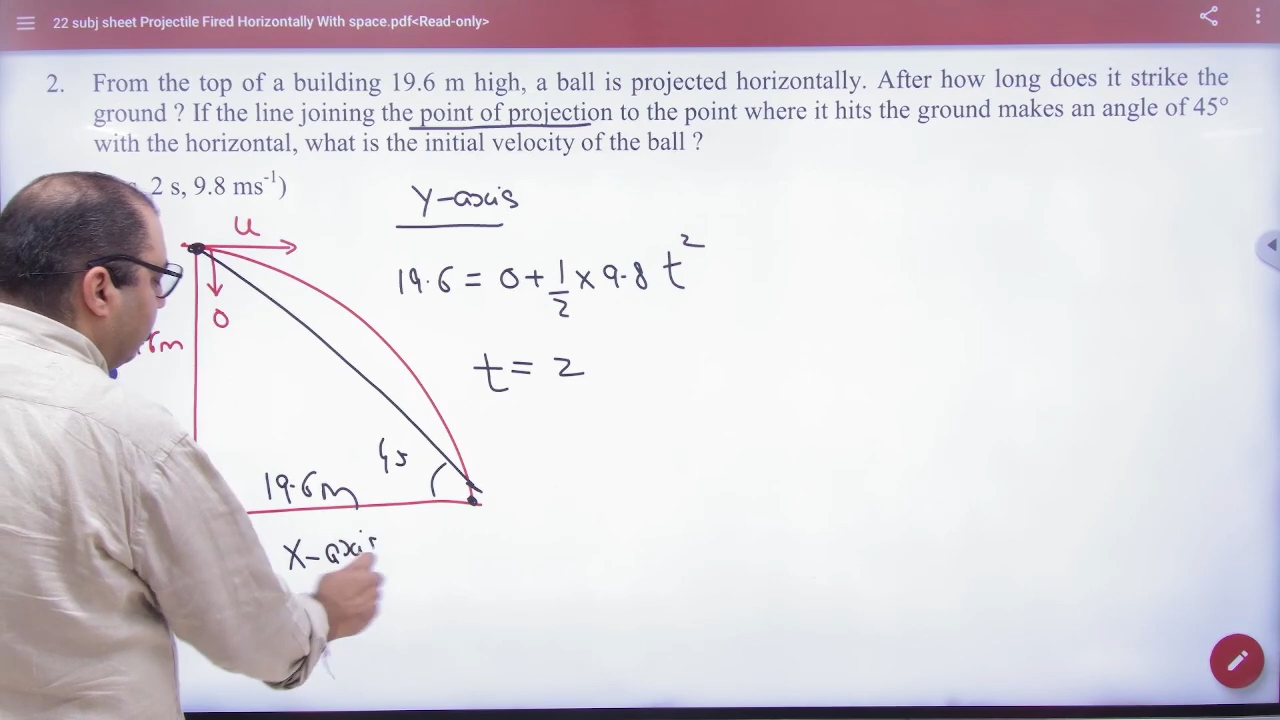 22 subj sheet Projectile Fired Horizontally With space.pdf<Read-only>
2. From the top of a building 19.6 m high, a ball is projected horizontally. After how long does it strike the
ground ? If the line joining the point of projection to the point where it hits the ground makes an angle of 45°
with the horizontal, what is the initial velocity of the ball ?
2 s, 9.8 ms⁻¹)
Y-axis
u
19.6 = 0 + 1/2 × 9.8 t²
0
6m
t = 2
45
19.6m
X-axis